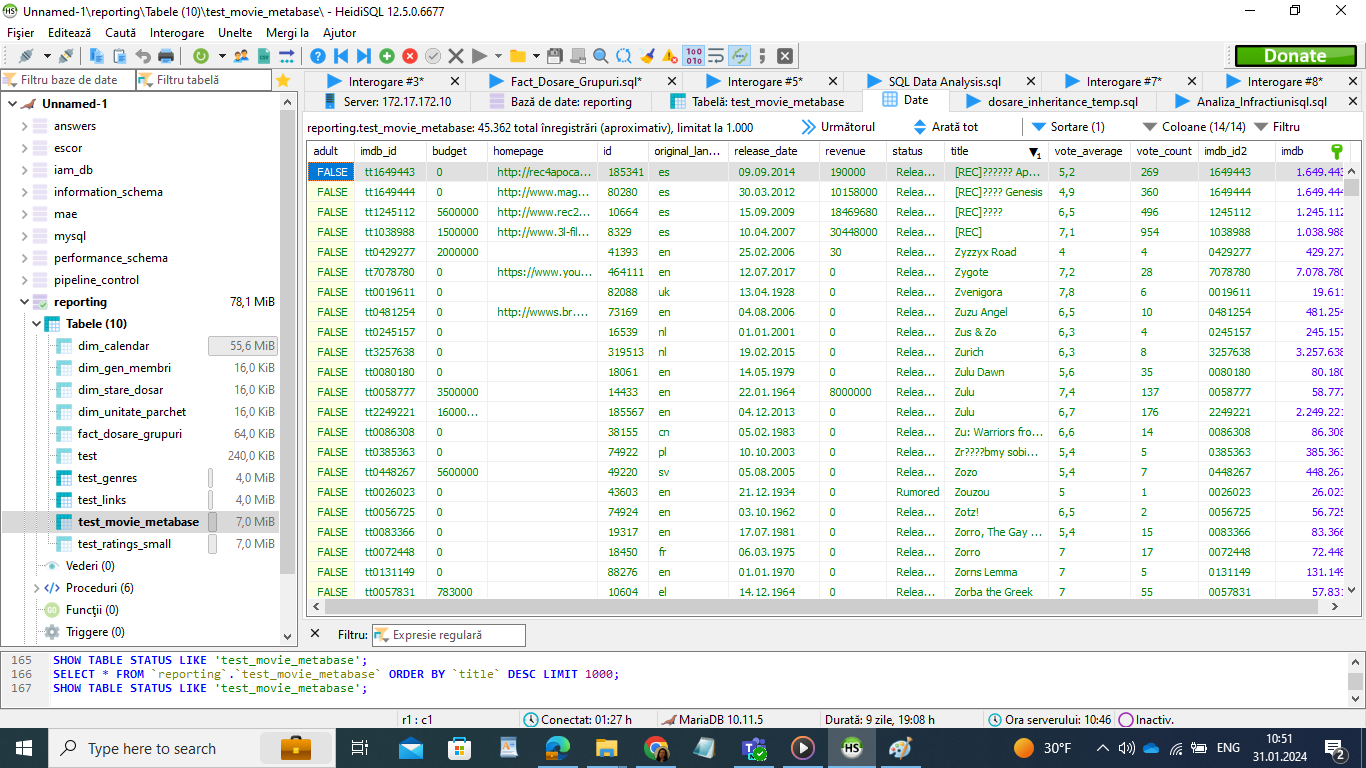 Unnamed-1\reporting\Tabele (10)\test_movie_metabase\ - HeidiSQL 12.5.0.6677
Fișier Editează Caută Interogare Unelte Mergi la Ajutor
Donate
Filtru baze de date Filtru tabelă
Interogare #3* Fact_Dosare_Grupuri.sql* Interogare #5* SQL Data Analysis.sql Interogare #7* Interogare #8*
Server: 172.17.172.10 Bază de date: reporting Tabelă: test_movie_metabase Date dosare_inheritance_temp.sql Analiza_Infractiunisql.sql
reporting.test_movie_metabase: 45.362 total înregistrări (aproximativ), limitat la 1.000 Următorul Arată tot Sortare (1) Coloane (14/14) Filtru
Unnamed-1
answers
escor
iam_db
information_schema
mae
mysql
performance_schema
pipeline_control
reporting 78,1 MiB
Tabele (10)
dim_calendar 55,6 MiB
dim_gen_membri 16,0 KiB
dim_stare_dosar 16,0 KiB
dim_unitate_parchet 16,0 KiB
fact_dosare_grupuri 64,0 KiB
test 240,0 KiB
test_genres 4,0 MiB
test_links 4,0 MiB
test_movie_metabase 7,0 MiB
test_ratings_small 7,0 MiB
Vederi (0)
Proceduri (6)
Funcții (0)
Triggere (0)
adult imdb_id budget homepage id original_lan... release_date revenue status title 1 vote_average vote_count imdb_id2 imdb
FALSE tt1649443 0 http://rec4apoca... 185341 es 09.09.2014 190000 Relea... [REC]?????? Ap... 5,2 269 1649443 1.649.443
FALSE tt1649444 0 http://www.mag... 80280 es 30.03.2012 10158000 Relea... [REC]???? Genesis 4,9 360 1649444 1.649.444
FALSE tt1245112 5600000 http://www.rec2... 10664 es 15.09.2009 18469680 Relea... [REC]???? 6,5 496 1245112 1.245.112
FALSE tt1038988 1500000 http://www.3l-fil... 8329 es 10.04.2007 30448000 Relea... [REC] 7,1 954 1038988 1.038.988
FALSE tt0429277 2000000 41393 en 25.02.2006 30 Relea... Zyzzyx Road 4 4 0429277 429.277
FALSE tt7078780 0 https://www.you... 464111 en 12.07.2017 0 Relea... Zygote 7,2 28 7078780 7.078.780
FALSE tt0019611 0 82088 uk 13.04.1928 0 Relea... Zvenigora 7,8 6 0019611 19.611
FALSE tt0481254 0 http://wwws.br.... 73169 en 04.08.2006 0 Relea... Zuzu Angel 6,5 10 0481254 481.254
FALSE tt0245157 0 16539 nl 01.01.2001 0 Relea... Zus & Zo 6,3 4 0245157 245.157
FALSE tt3257638 0 319513 nl 19.02.2015 0 Relea... Zurich 6,3 8 3257638 3.257.638
FALSE tt0080180 0 18061 en 14.05.1979 0 Relea... Zulu Dawn 6,6 35 0080180 80.180
FALSE tt0058777 3500000 14433 en 22.01.1964 8000000 Relea... Zulu 7,4 137 0058777 58.777
FALSE tt2249221 16000... 185567 en 04.12.2013 0 Relea... Zulu 6,7 176 2249221 2.249.221
FALSE tt0086308 0 38155 cn 05.02.1983 0 Relea... Zu: Warriors fro... 6,6 14 0086308 86.308
FALSE tt0385363 0 74922 pl 10.10.2003 0 Relea... Zr????bmy sobi... 5,4 5 0385363 385.363
FALSE tt0448267 5600000 49220 sv 05.08.2005 0 Relea... Zozo 5,4 7 0448267 448.267
FALSE tt0026023 0 43603 en 21.12.1934 0 Rumored Zouzou 5 1 0026023 26.023
FALSE tt0056725 0 74924 en 03.10.1962 0 Relea... Zotz! 6,5 2 0056725 56.725
FALSE tt0083366 0 19317 en 17.07.1981 0 Relea... Zorro, The Gay ... 5,4 15 0083366 83.366
FALSE tt0072448 0 18450 fr 06.03.1975 0 Relea... Zorro 7 17 0072448 72.448
FALSE tt0131149 0 88276 en 01.01.1970 0 Relea... Zorns Lemma 7 5 0131149 131.149
FALSE tt0057831 783000 10604 el 14.12.1964 0 Relea... Zorba the Greek 7 55 0057831 57.831
Filtru: Expresie regulară
165 SHOW TABLE STATUS LIKE 'test_movie_metabase';
166 SELECT * FROM `reporting`.`test_movie_metabase` ORDER BY `title` DESC LIMIT 1000;
167 SHOW TABLE STATUS LIKE 'test_movie_metabase';
r1 : c1 Conectat: 01:27 h MariaDB 10.11.5 Durată: 9 zile, 19:08 h Ora serverului: 10:46 Inactiv.
Type here to search 30°F ENG 10:51
31.01.2024
2